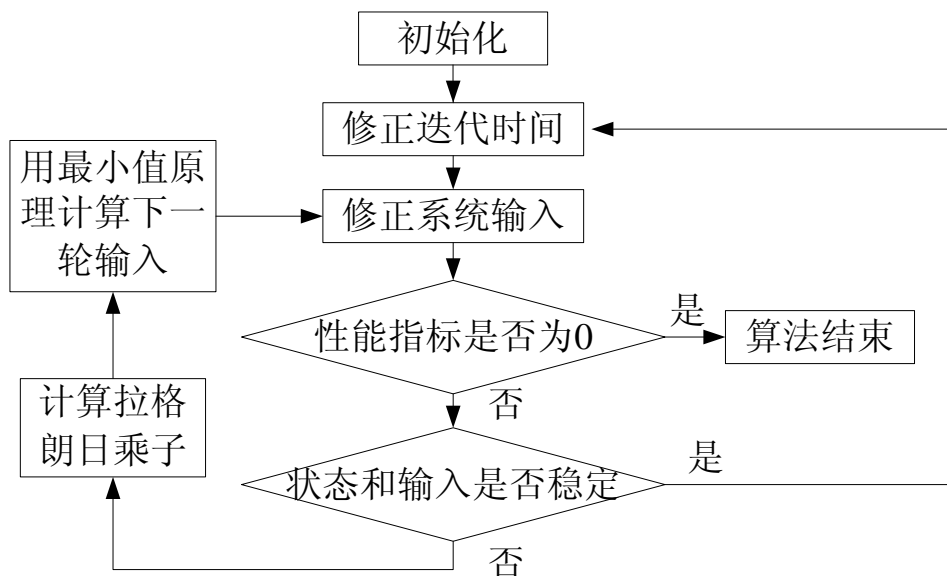 初始化
修正迭代时间
修正系统输入
用最小值原
理计算下一
轮输入
性能指标是否为0
是
算法结束
否
计算拉格
朗日乘子
状态和输入是否稳定
是
否